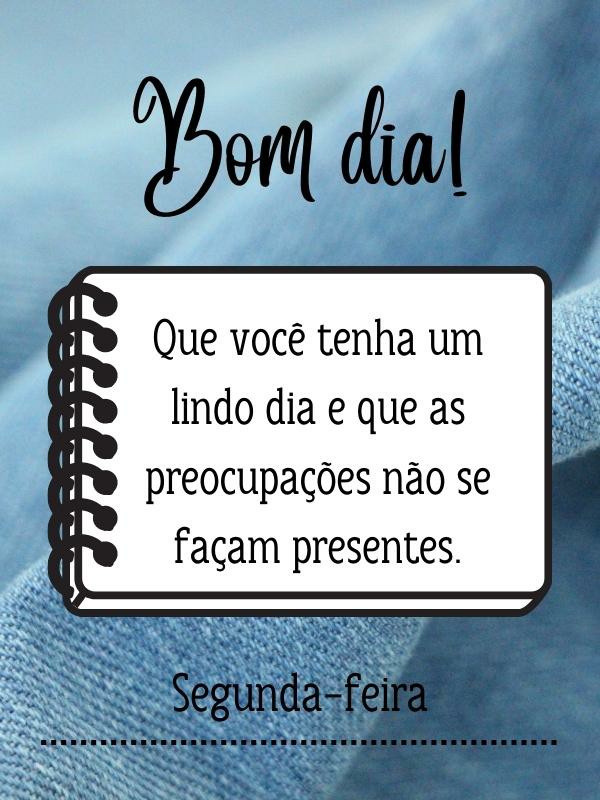 Bom dia!
Que você tenha um
lindo dia e que as
preocupações não se
façam presentes.
Segunda-feira